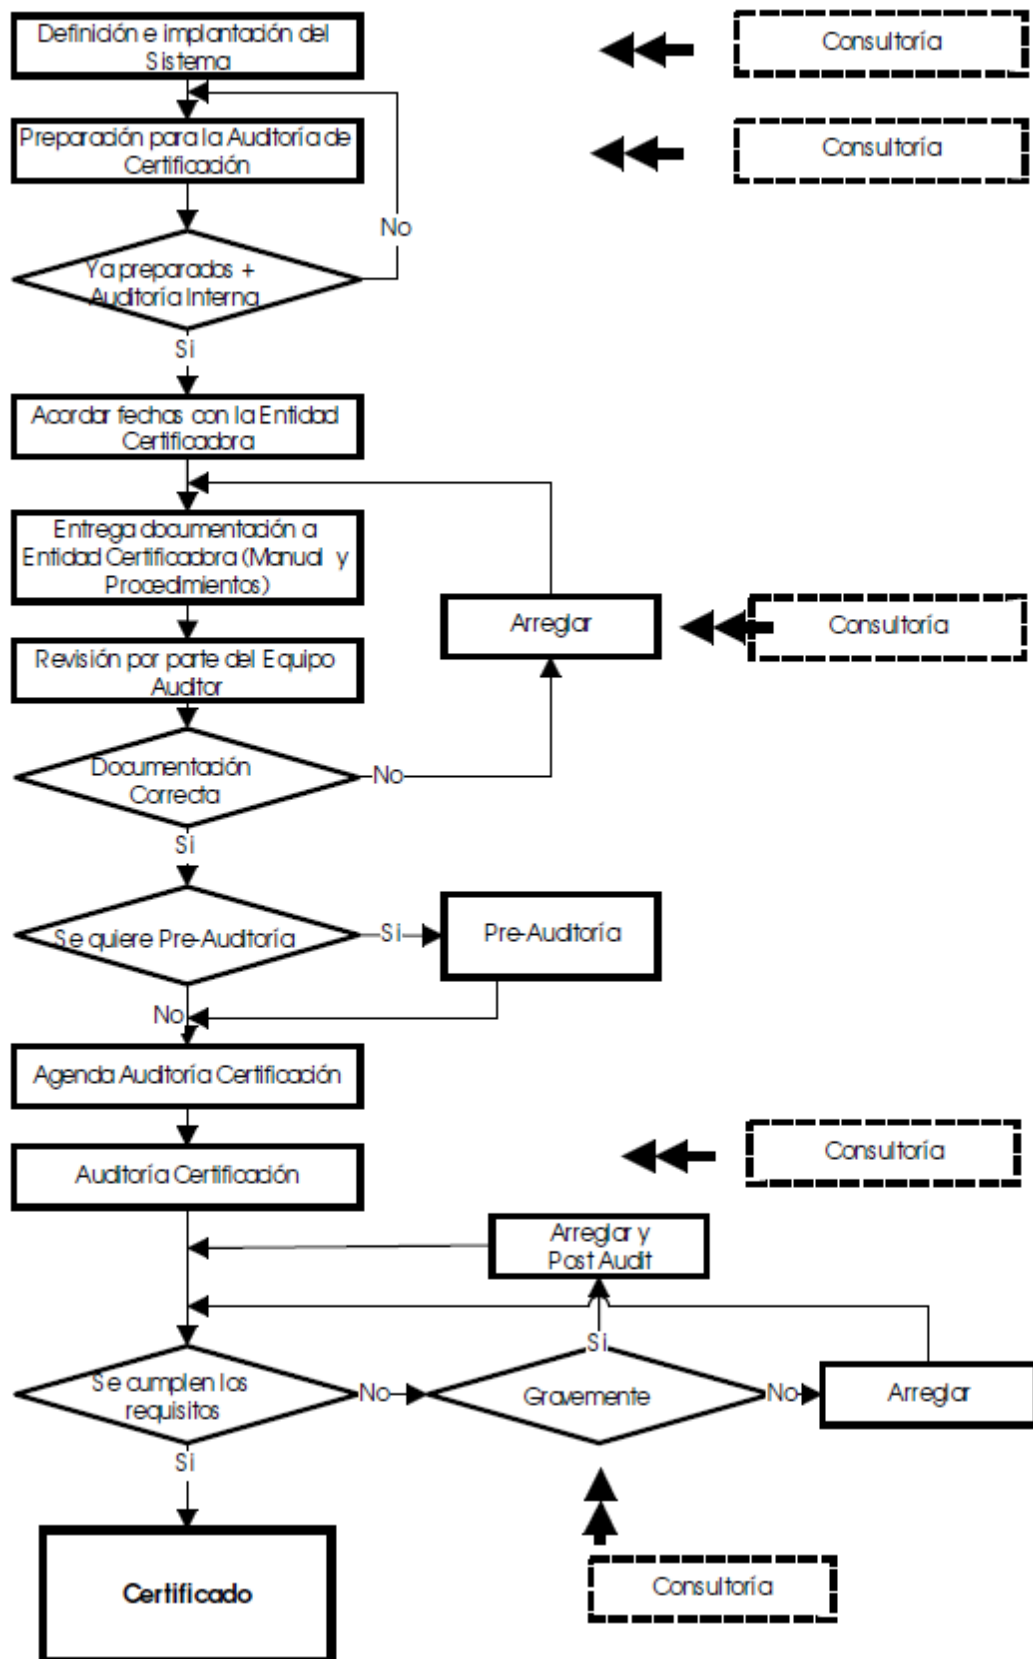 Definición e implantación del
Sistema
Consultoría
Preparación para la Auditoría de
Certificación
Consultoría
No
Ya preparados +
Auditoría Interna
Si
Acordar fechas con la Entidad
Certificadora
Entrega documentación a
Entidad Certificadora (Manual y
Procedimientos)
Arreglar
Consultoría
Revisión por parte del Equipo
Auditor
Documentación
Correcta
No
Si
Se quiere Pre-Auditoría
Si
Pre-Auditoría
No
Agenda Auditoría Certificación
Auditoría Certificación
Consultoría
Arreglar y
Post Audit
Si
Se cumplen los
requisitos
No
Gravemente
No
Arreglar
Si
Certificado
Consultoría